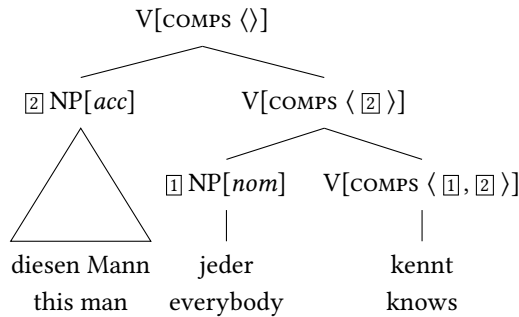 V[COMPS ⟨⟩]
2 NP[acc] V[COMPS ⟨ 2 ⟩]
1 NP[nom] V[COMPS ⟨ 1 , 2 ⟩]
diesen Mann jeder kennt
this man everybody knows